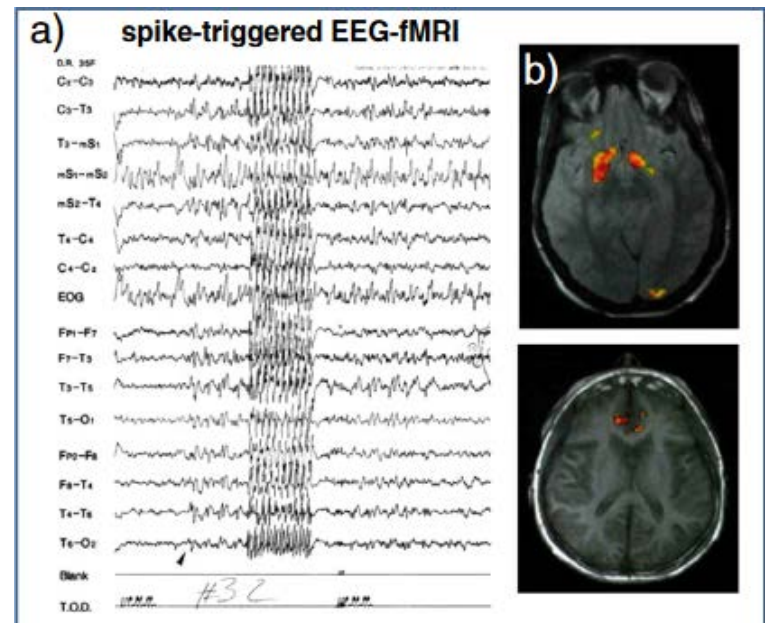 a) spike-triggered EEG-fMRI
b)
D.R. 35F
C₂-C₃
C₃-T₃
T₃-mS₁
mS₁-mS₂
mS₂-T₄
T₄-C₄
C₄-C₂
EOG
Fp₁-F₇
F₇-T₃
T₃-T₅
T₅-O₁
Fp₂-F₈
F₈-T₄
T₄-T₆
T₆-O₂
Blank
#32
T.O.D.